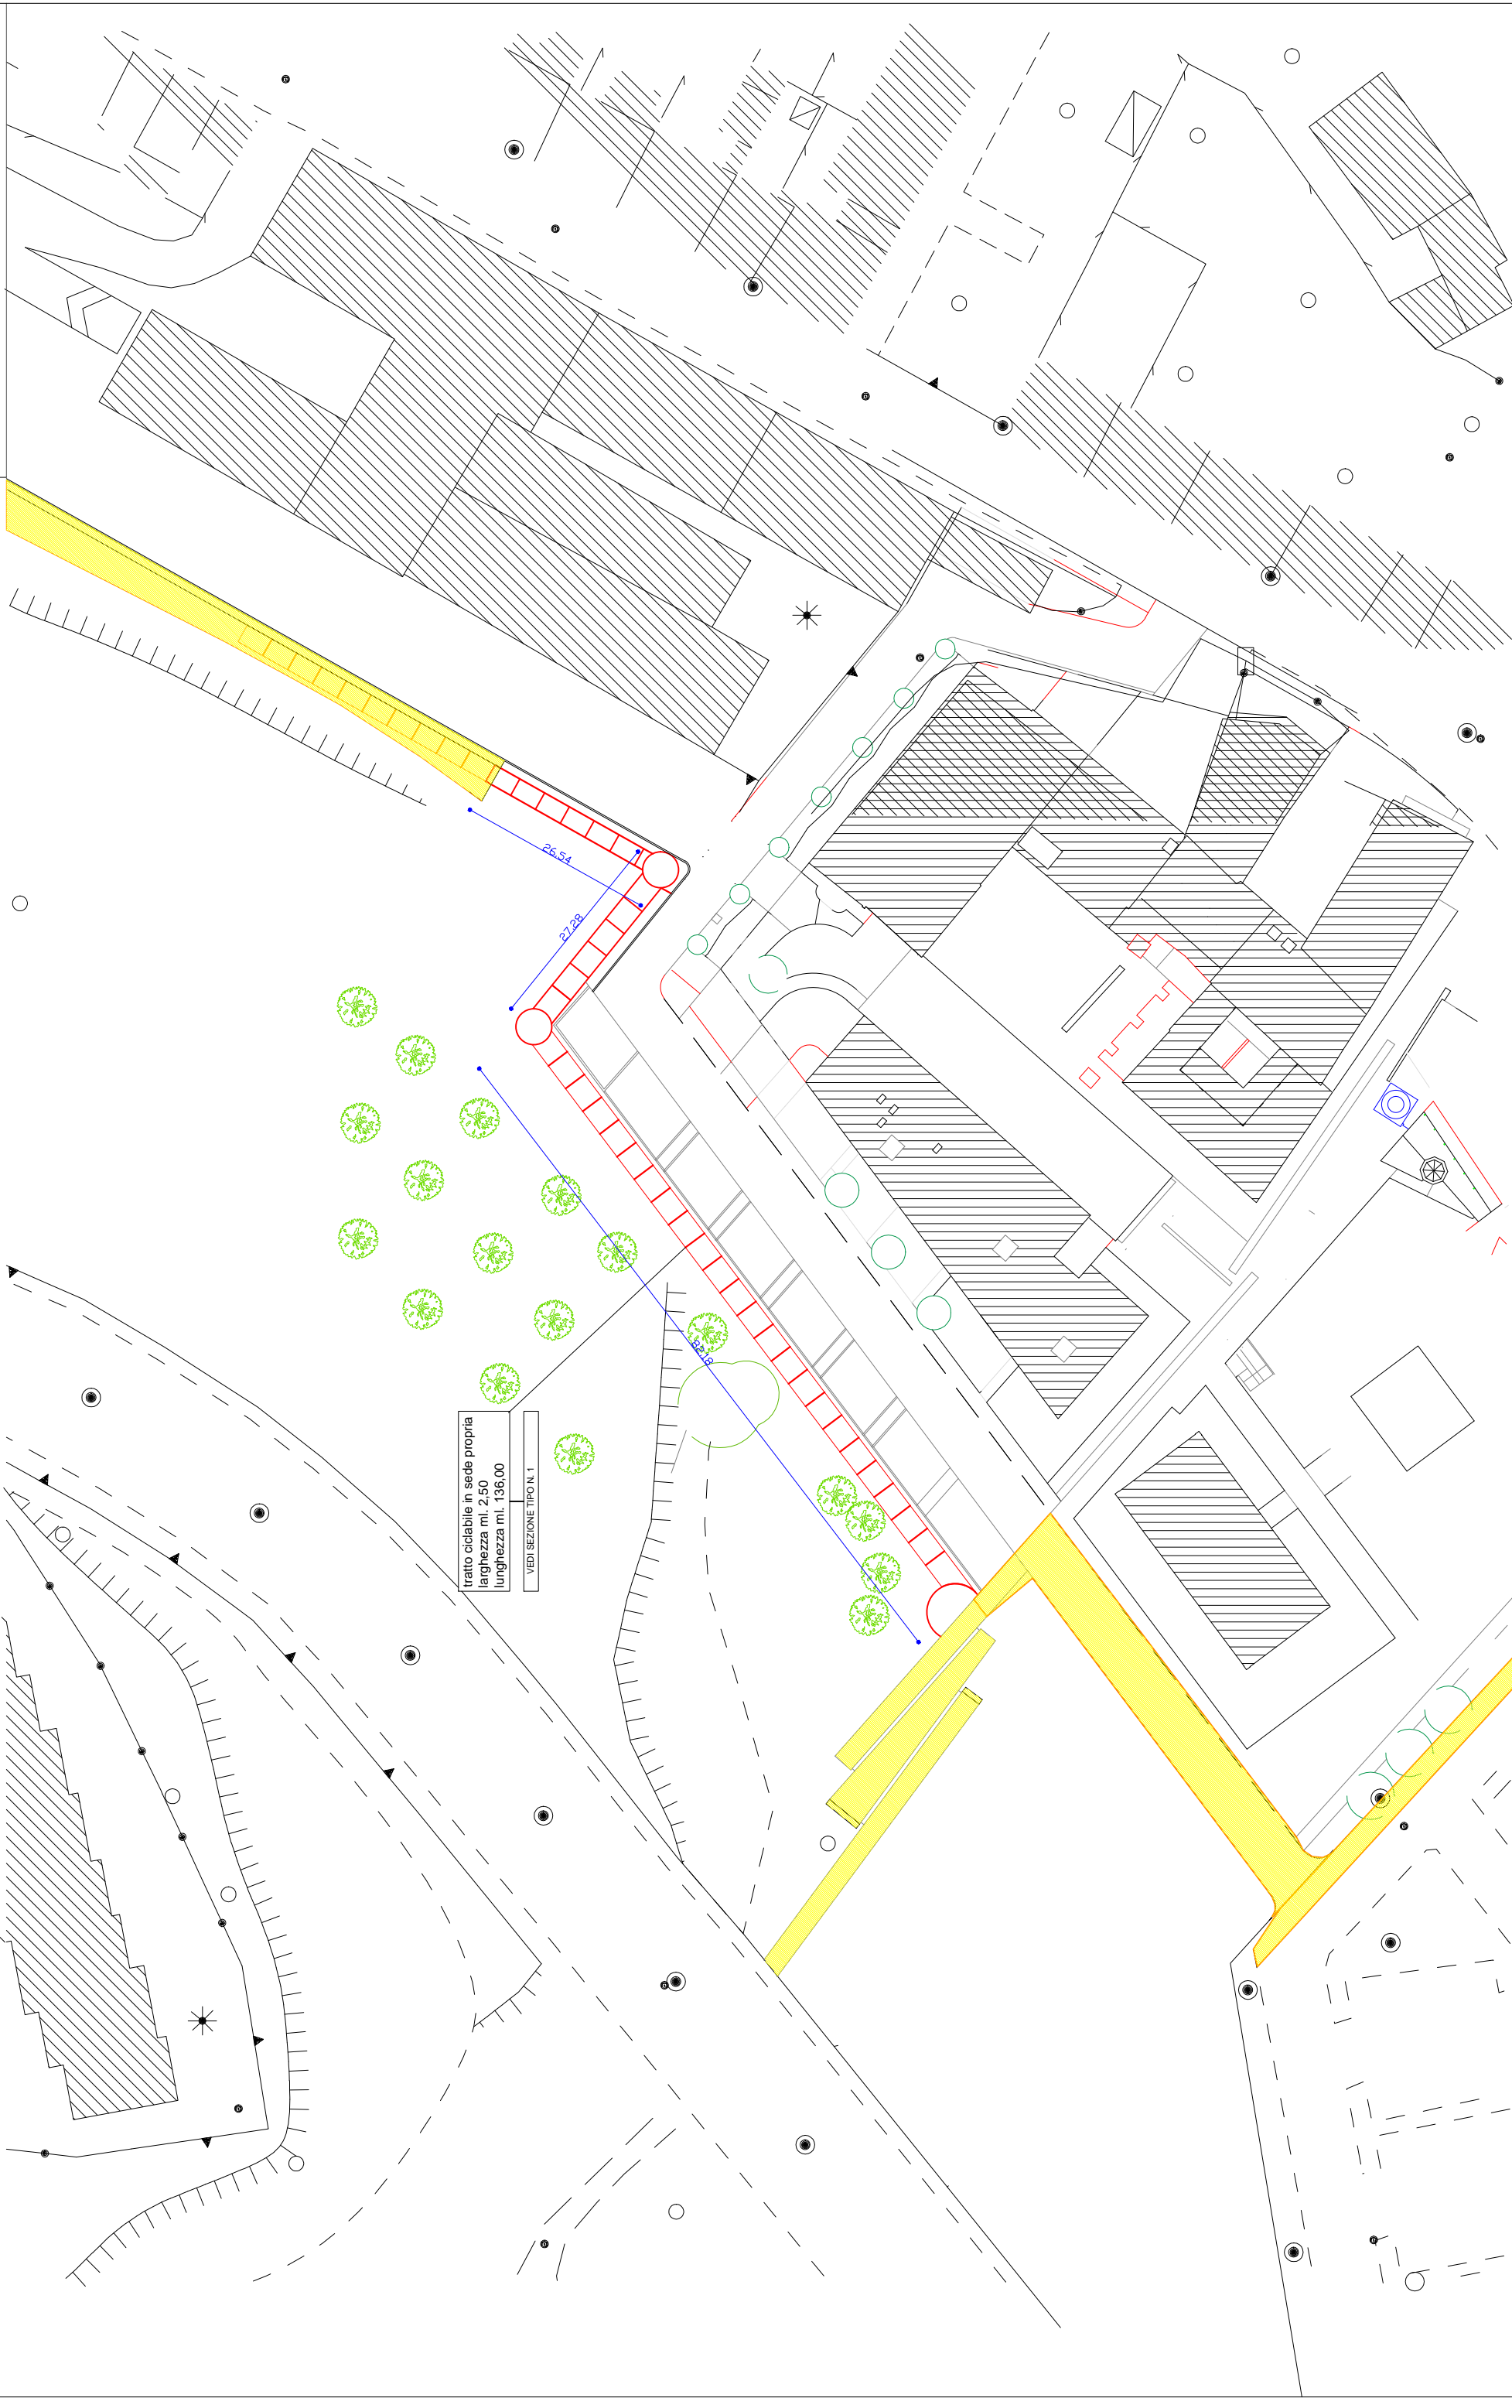 26.54
27.28
82.18
tratto ciclabile in sede propria
larghezza ml. 2,50
lunghezza ml. 136,00
VEDI SEZIONE TIPO N. 1